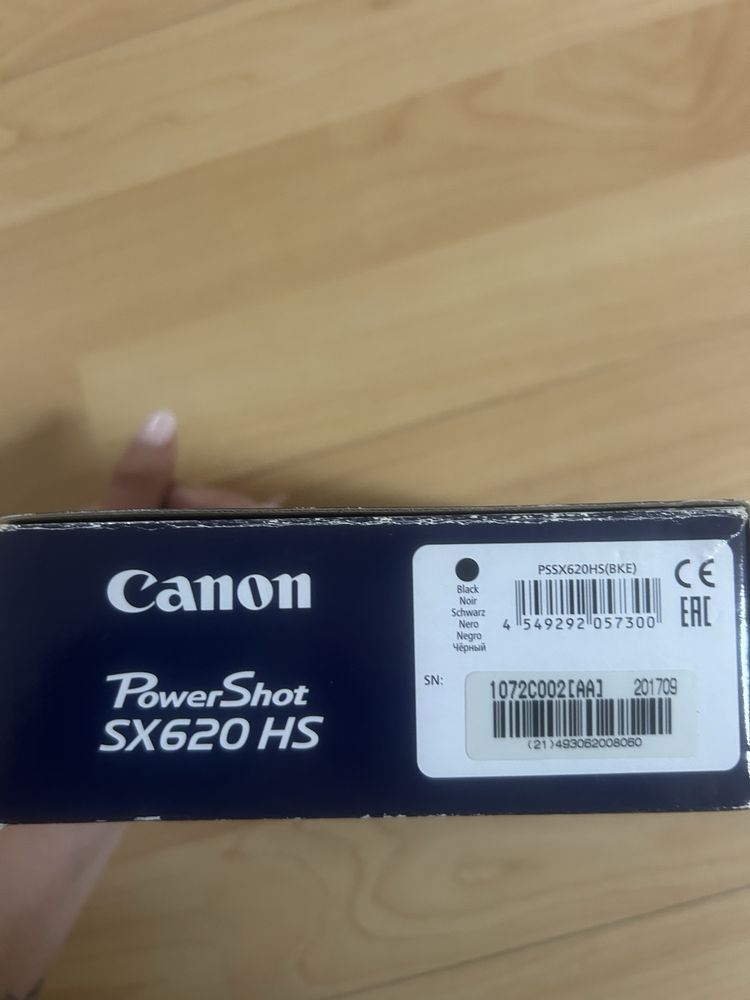 Canon
PowerShot
SX620 HS
Black
Noir
Schwarz
Nero
Negro
Чёрный
PSSX620HS(BKE)
4 549292 057300
CE
EAC
SN:
1072C002[AA] 201709
(21)493062008060